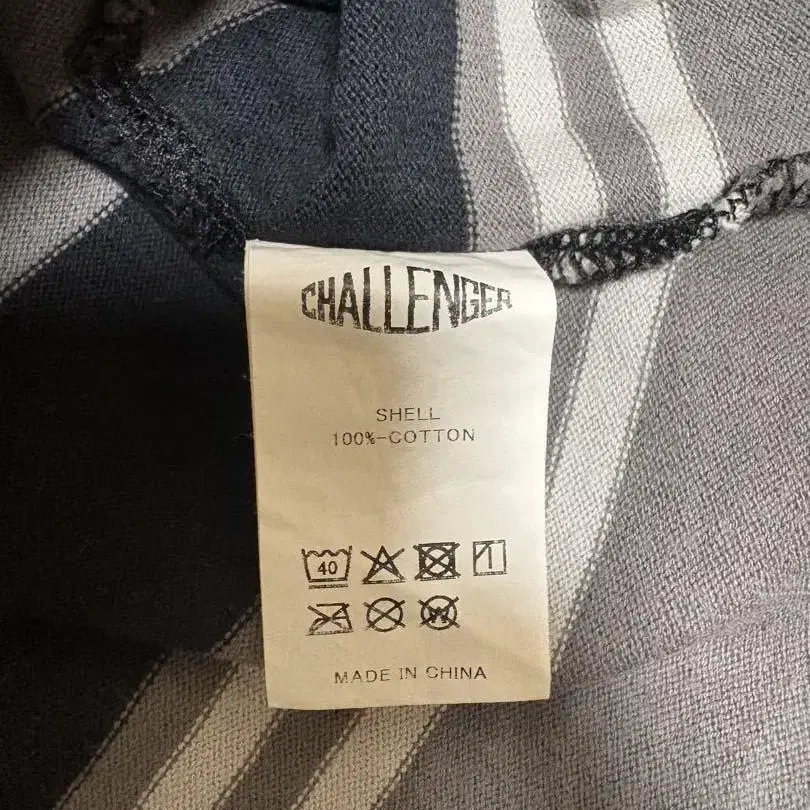 CHALLENGER
SHELL
100%-COTTON
40
W
MADE IN CHINA